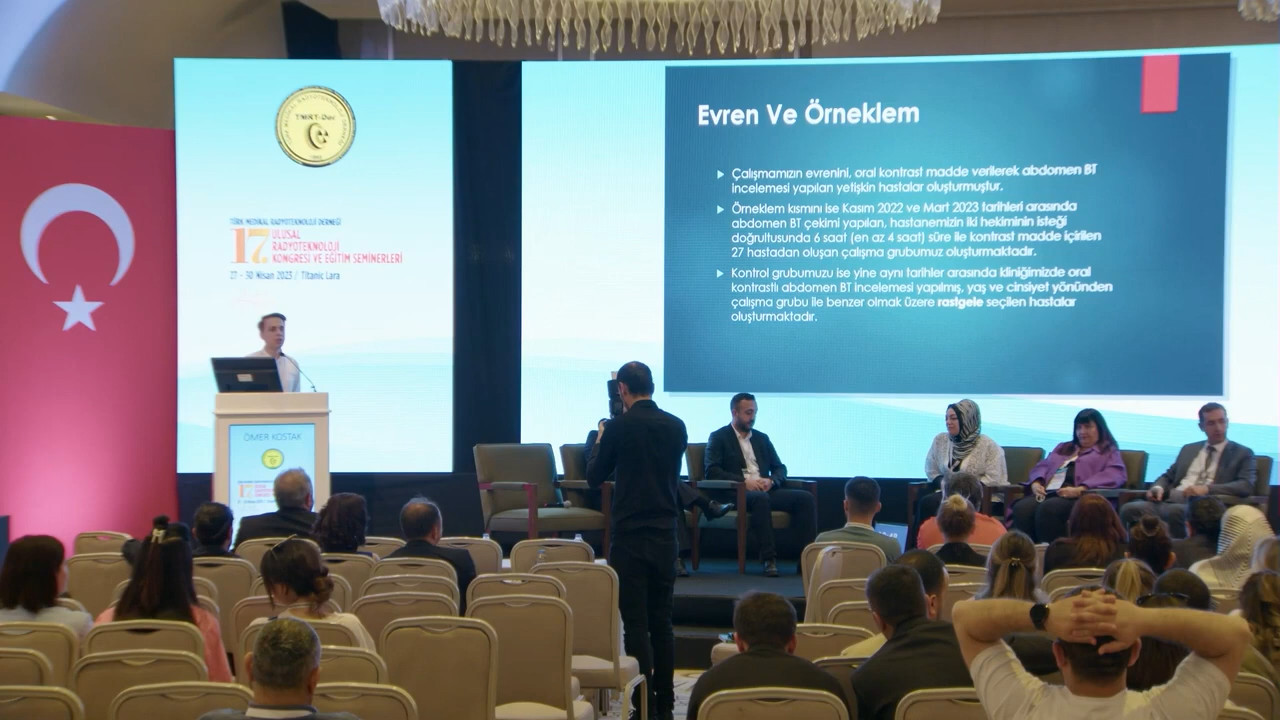 TMRT-Der
TÜRK MEDİKAL RADYOTEKNOLOJİ DERNEĞİ
17. ULUSAL
RADYOTEKNOLOJİ
KONGRESİ VE EĞİTİM SEMİNERLERİ
27 - 30 Nisan 2023 / Titanic Lara
Evren Ve Örneklem
Çalışmamızın evrenini, oral kontrast madde verilerek abdomen BT
incelemesi yapılan yetişkin hastalar oluşturmuştur.
Örneklem kısmını ise Kasım 2022 ve Mart 2023 tarihleri arasında
abdomen BT çekimi yapılan, hastanemizin iki hekiminin isteği
doğrultusunda 6 saat (en az 4 saat) süre ile kontrast madde içirilen
27 hastadan oluşan çalışma grubumuz oluşturmaktadır.
Kontrol grubumuzu ise yine aynı tarihler arasında kliniğimizde oral
kontrastlı abdomen BT incelemesi yapılmış, yaş ve cinsiyet yönünden
çalışma grubu ile benzer olmak üzere rastgele seçilen hastalar
oluşturmaktadır.
ÖMER KOSTAK
17